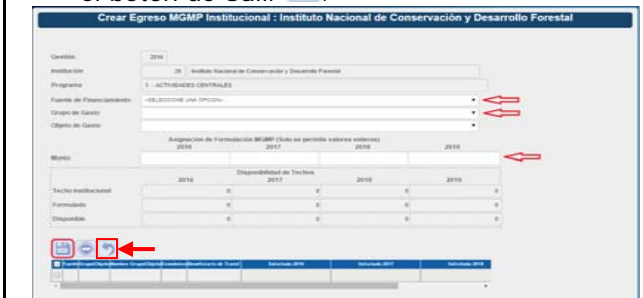 el botón de Salir
Crear Egreso MGMP Institucional : Instituto Nacional de Conservación y Desarrollo Forestal
Gestión 2016
Institución 28 Instituto Nacional de Conservacion y Desarrollo Forestal
Programa 1 - ACTIVIDADES CENTRALES
Fuente de Financiamiento --SELECCIONE UNA OPCION--
Grupo de Gasto
Objeto de Gasto
Asignacion de Formulación MGMP (Solo se permite valores enteros)
2016 2017 2018 2019
Monto
Disponibilidad de Techos
2016 2017 2018 2019
Techo Institucional 0 0 0 0
Formulado 0 0 0 0
Disponible 0 0 0 0
Solicitado 2016 Solicitado 2017 Solicitado 2018